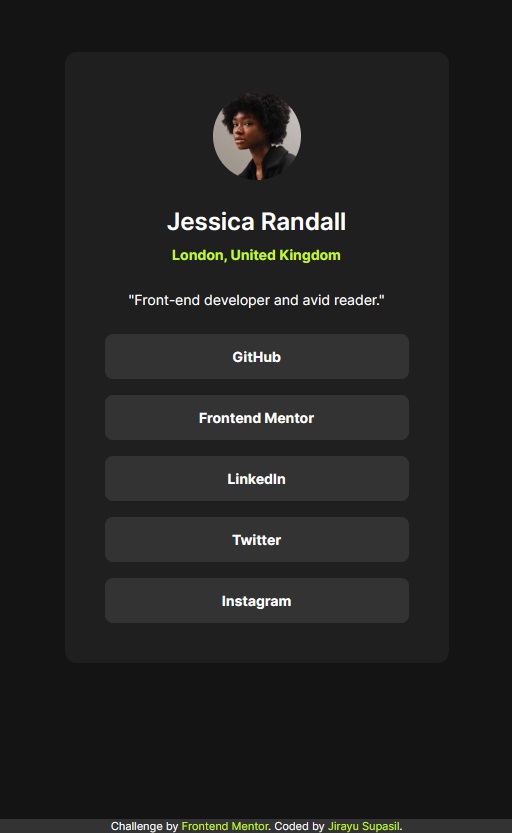 Jessica Randall
London, United Kingdom
"Front-end developer and avid reader."
GitHub
Frontend Mentor
LinkedIn
Twitter
Instagram
Challenge by Frontend Mentor. Coded by Jirayu Supasil.